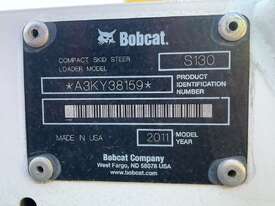 Bobcat.
COMPACT SKID STEER
LOADER MODEL
S130
*A3KY38159*
PRODUCT
IDENTIFICATION
NUMBER
MADE IN USA
2011
MODEL
YEAR
Bobcat Company
West Fargo, ND 58078 USA
www.bobcat.com